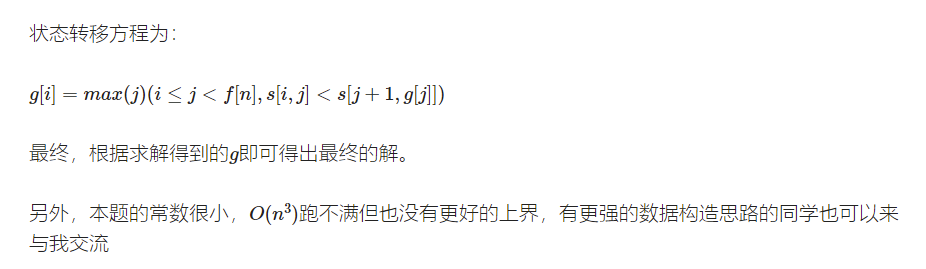 状态转移方程为：
g[i] = max(j)(i ≤ j < f[n], s[i, j] < s[j + 1, g[j]])
最终，根据求解得到的g即可得出最终的解。
另外，本题的常数很小，O(n³)跑不满但也没有更好的上界，有更强的数据构造思路的同学也可以来
与我交流